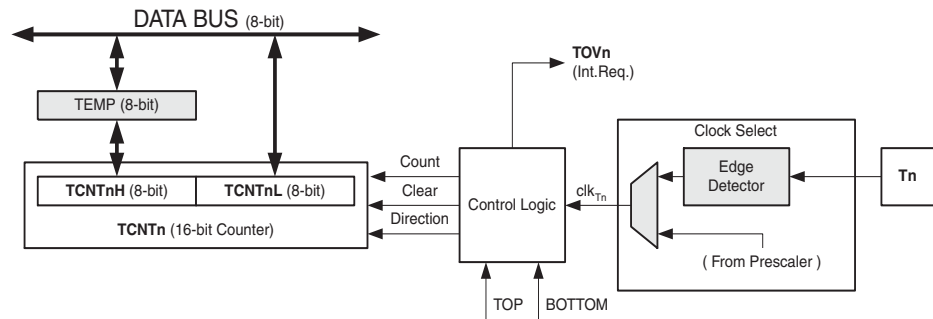 DATA BUS (8-bit)
TOVn
(Int.Req.)
TEMP (8-bit)
Clock Select
Count
Edge
Detector
Tn
TCNTnH (8-bit) TCNTnL (8-bit)
Clear
Control Logic
clkTn
TCNTn (16-bit Counter)
Direction
( From Prescaler )
TOP
BOTTOM